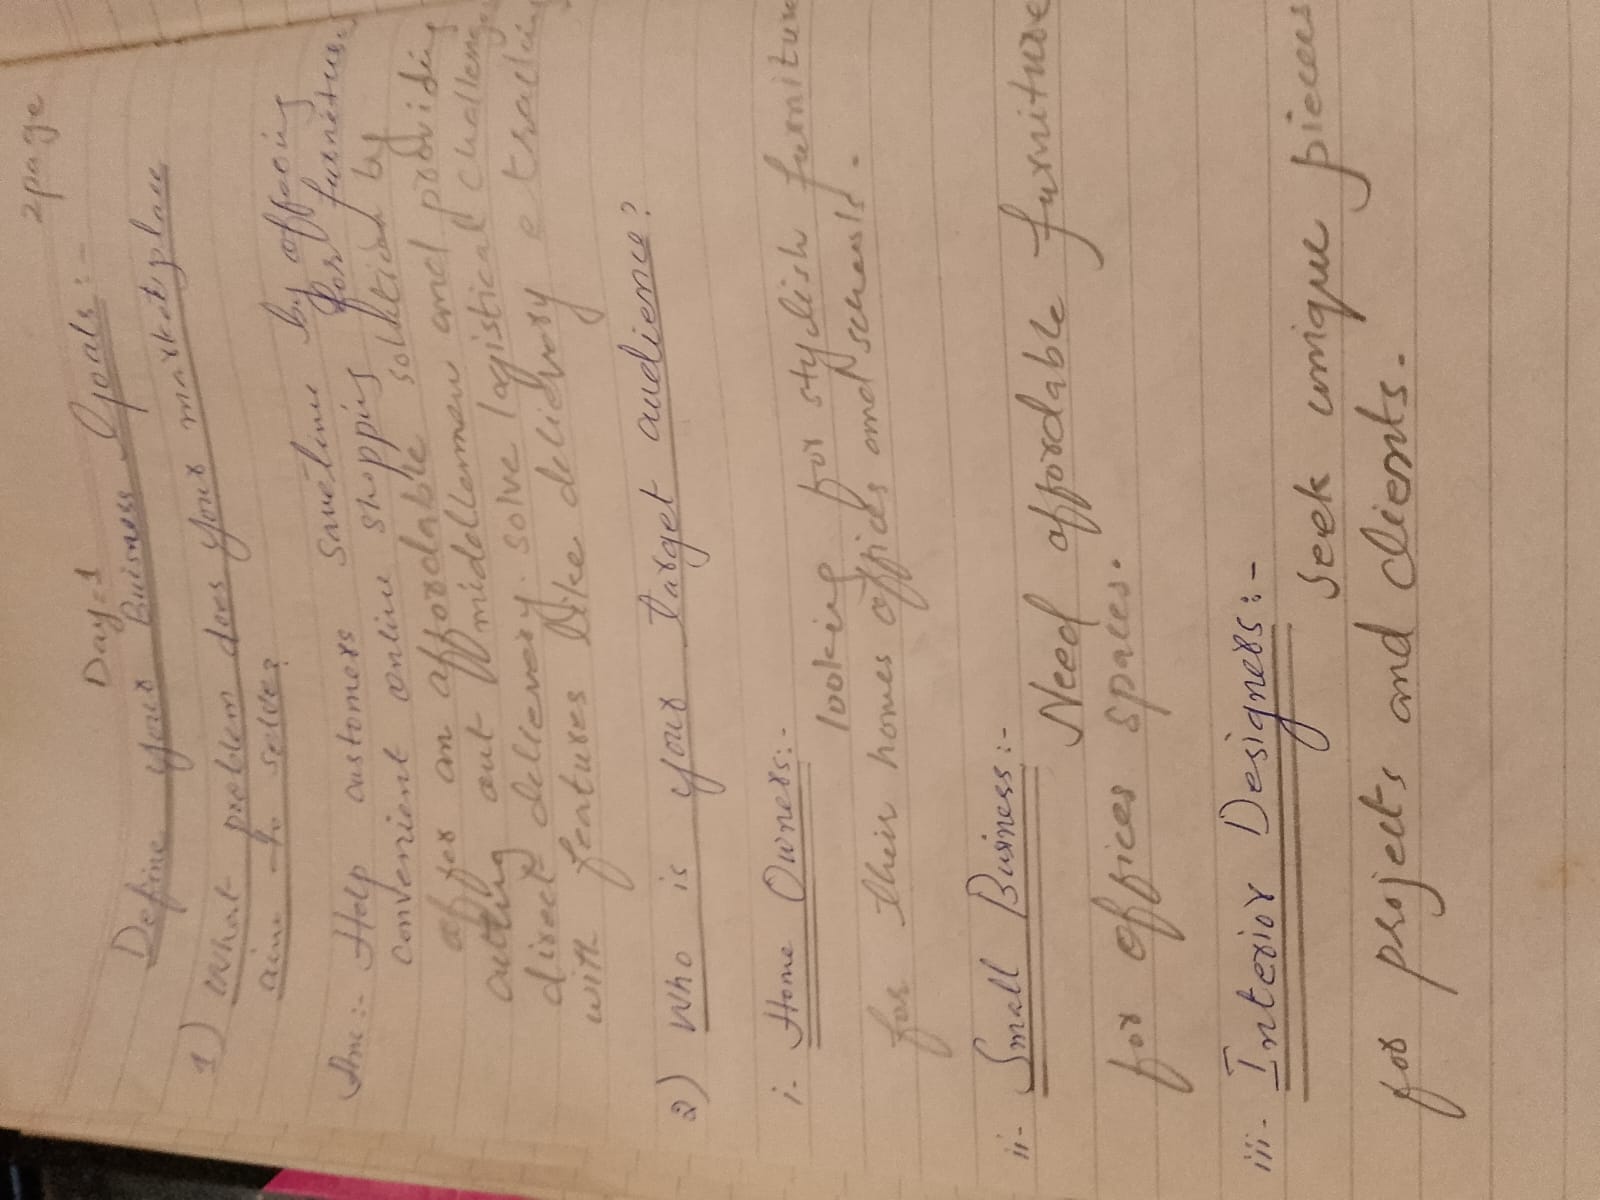 2page
Day=1
Define your Buisness Goals:-
1) What problem does your marketplace
aim to solve?
Ans:- Help customers save time by offering
convenient online shopping for furniture.
offer an affordable solution by
cutting out middlemen and providing
direct delievery. solve logistical challenges
with features like delidvery e tracking
2) Who is your target audience?
i. Home Owners:-
looking for stylish furniture
for their homes offices and
ii- Small Business:-
Need affordable furniture
for offices spaces.
iii- Interior Designers:-
Seek unique pieces
for projects and clients.